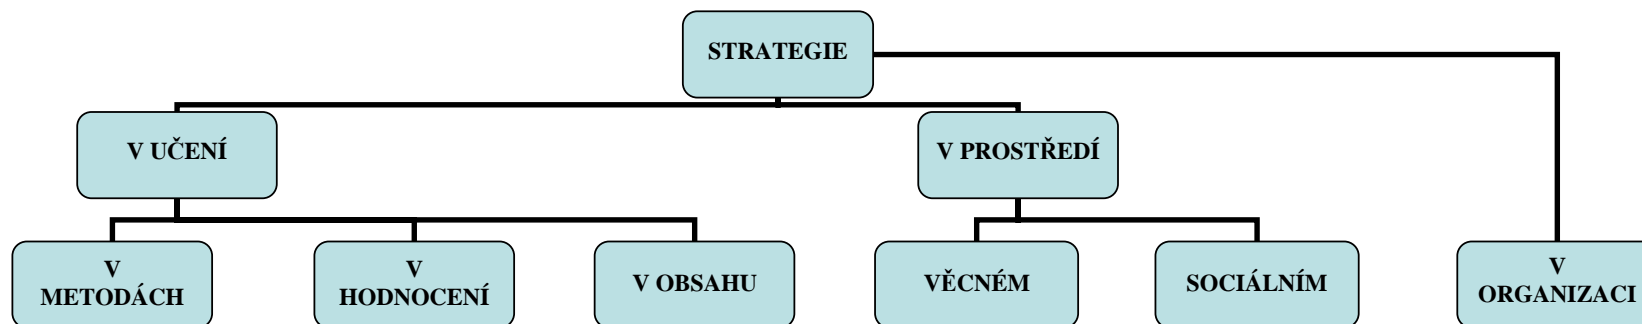 STRATEGIE
V UČENÍ
V PROSTŘEDÍ
V
METODÁCH
V
HODNOCENÍ
V OBSAHU
VĚCNÉM
SOCIÁLNÍM
V
ORGANIZACI